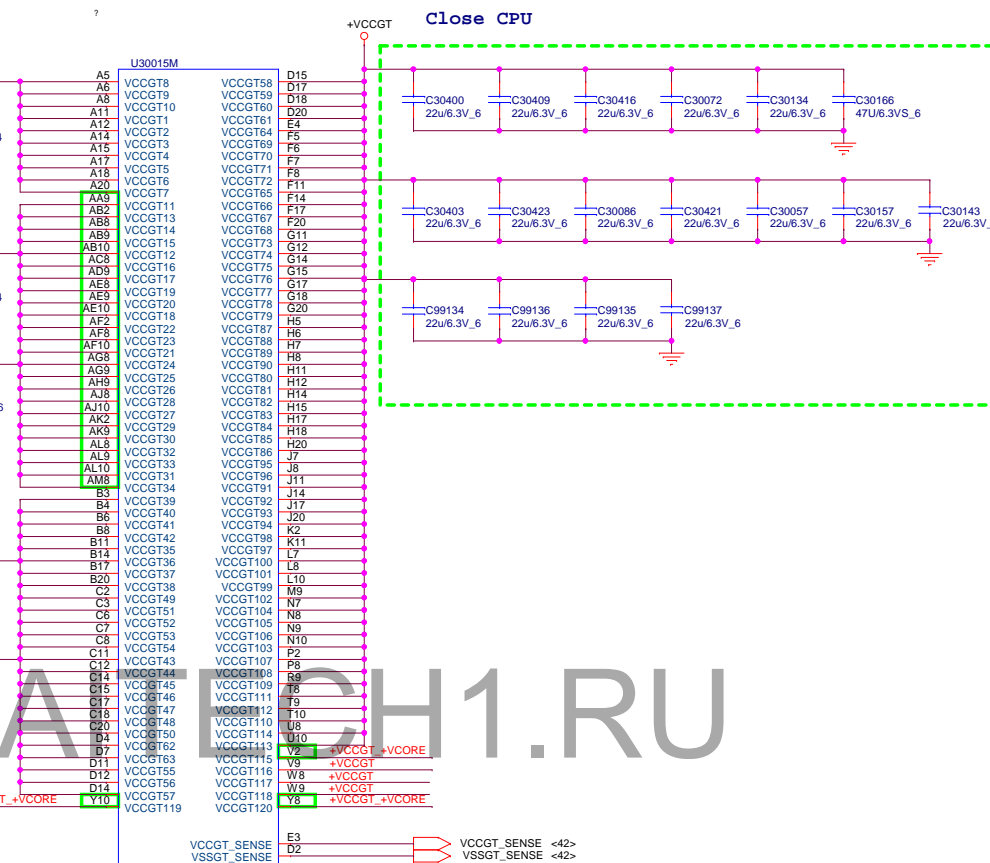 ?
+VCCGT
Close CPU
U30015M
A5 VCCGT8 VCCGT58 D15
A6 VCCGT9 VCCGT59 D17
A8 VCCGT10 VCCGT60 D18
A11 VCCGT1 VCCGT61 D20
A12 VCCGT2 VCCGT64 E4
A14 VCCGT3 VCCGT69 F5
A15 VCCGT4 VCCGT70 F6
A17 VCCGT5 VCCGT71 F7
A18 VCCGT6 VCCGT72 F8
A20 VCCGT7 VCCGT65 F11
AA9 VCCGT11 VCCGT66 F14
AB2 VCCGT13 VCCGT67 F17
AB8 VCCGT14 VCCGT68 F20
AB9 VCCGT15 VCCGT73 G11
AB10 VCCGT12 VCCGT74 G12
AC8 VCCGT16 VCCGT75 G14
AD9 VCCGT17 VCCGT76 G15
AE8 VCCGT19 VCCGT77 G17
AE9 VCCGT20 VCCGT78 G18
AE10 VCCGT18 VCCGT79 G20
AF2 VCCGT22 VCCGT87 H5
AF8 VCCGT23 VCCGT88 H6
AF10 VCCGT21 VCCGT89 H7
AG8 VCCGT24 VCCGT90 H8
AG9 VCCGT25 VCCGT80 H11
AH9 VCCGT26 VCCGT81 H12
AJ8 VCCGT28 VCCGT82 H14
AJ10 VCCGT27 VCCGT83 H15
AK2 VCCGT29 VCCGT84 H17
AK9 VCCGT30 VCCGT85 H18
AL8 VCCGT32 VCCGT86 H20
AL9 VCCGT33 VCCGT95 J7
AL10 VCCGT31 VCCGT96 J8
AM8 VCCGT34 VCCGT91 J11
B3 VCCGT39 VCCGT92 J14
B4 VCCGT40 VCCGT93 J17
B6 VCCGT41 VCCGT94 J20
B8 VCCGT42 VCCGT98 K2
B11 VCCGT35 VCCGT97 K11
B14 VCCGT36 VCCGT100 L7
B17 VCCGT37 VCCGT101 L8
B20 VCCGT38 VCCGT99 L10
C2 VCCGT49 VCCGT102 M9
C3 VCCGT51 VCCGT104 N7
C6 VCCGT52 VCCGT105 N8
C7 VCCGT53 VCCGT106 N9
C8 VCCGT54 VCCGT103 N10
C11 VCCGT43 VCCGT107 P2
C12 VCCGT44 VCCGT108 P8
C14 VCCGT45 VCCGT109 R9
C15 VCCGT46 VCCGT111 T8
C17 VCCGT47 VCCGT112 T9
C18 VCCGT48 VCCGT110 T10
C20 VCCGT50 VCCGT114 U8
D4 VCCGT62 VCCGT113 U10
D7 VCCGT63 VCCGT115 V2 +VCCGT_+VCORE
D11 VCCGT55 VCCGT116 V9 +VCCGT
D12 VCCGT56 VCCGT117 W8 +VCCGT
D14 VCCGT57 VCCGT118 W9 +VCCGT
T_+VCORE Y10 VCCGT119 VCCGT120 Y8 +VCCGT_+VCORE
VCCGT_SENSE E3 VCCGT_SENSE <42>
VSSGT_SENSE D2 VSSGT_SENSE <42>
C30400 C30409 C30416 C30072 C30134 C30166
22u/6.3V_6 22u/6.3V_6 22u/6.3V_6 22u/6.3V_6 22u/6.3V_6 47U/6.3VS_6
C30403 C30423 C30086 C30421 C30057 C30157 C30143
22u/6.3V_6 22u/6.3V_6 22u/6.3V_6 22u/6.3V_6 22u/6.3V_6 22u/6.3V_6 22u/6.3V_
C99134 C99136 C99135 C99137
22u/6.3V_6 22u/6.3V_6 22u/6.3V_6 22u/6.3V_6
AITECH1.RU